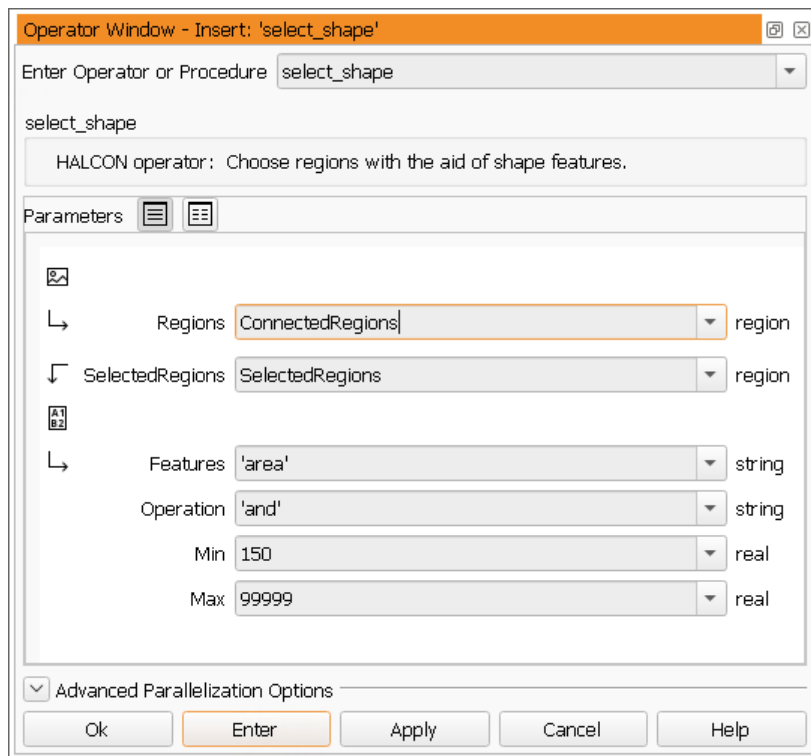 Operator Window - Insert: 'select_shape'
Enter Operator or Procedure select_shape
select_shape
HALCON operator: Choose regions with the aid of shape features.
Parameters
Regions ConnectedRegions region
SelectedRegions SelectedRegions region
A1
B2
Features 'area' string
Operation 'and' string
Min 150 real
Max 99999 real
Advanced Parallelization Options
Ok Enter Apply Cancel Help